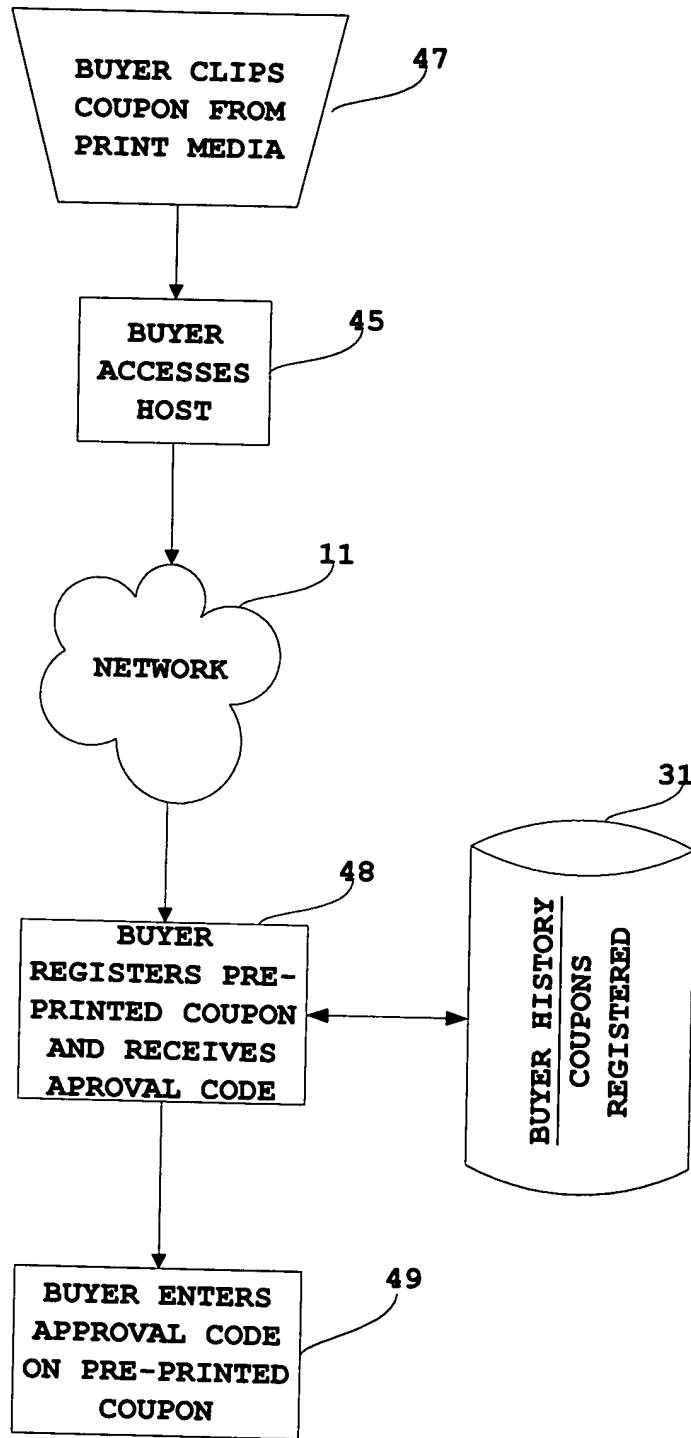 BUYER CLIPS
COUPON FROM
PRINT MEDIA
47
BUYER
ACCESSES
HOST
45
NETWORK
11
BUYER
REGISTERS PRE-
PRINTED COUPON
AND RECEIVES
APROVAL CODE
48
BUYER HISTORY
COUPONS
REGISTERED
31
BUYER ENTERS
APPROVAL CODE
ON PRE-PRINTED
COUPON
49